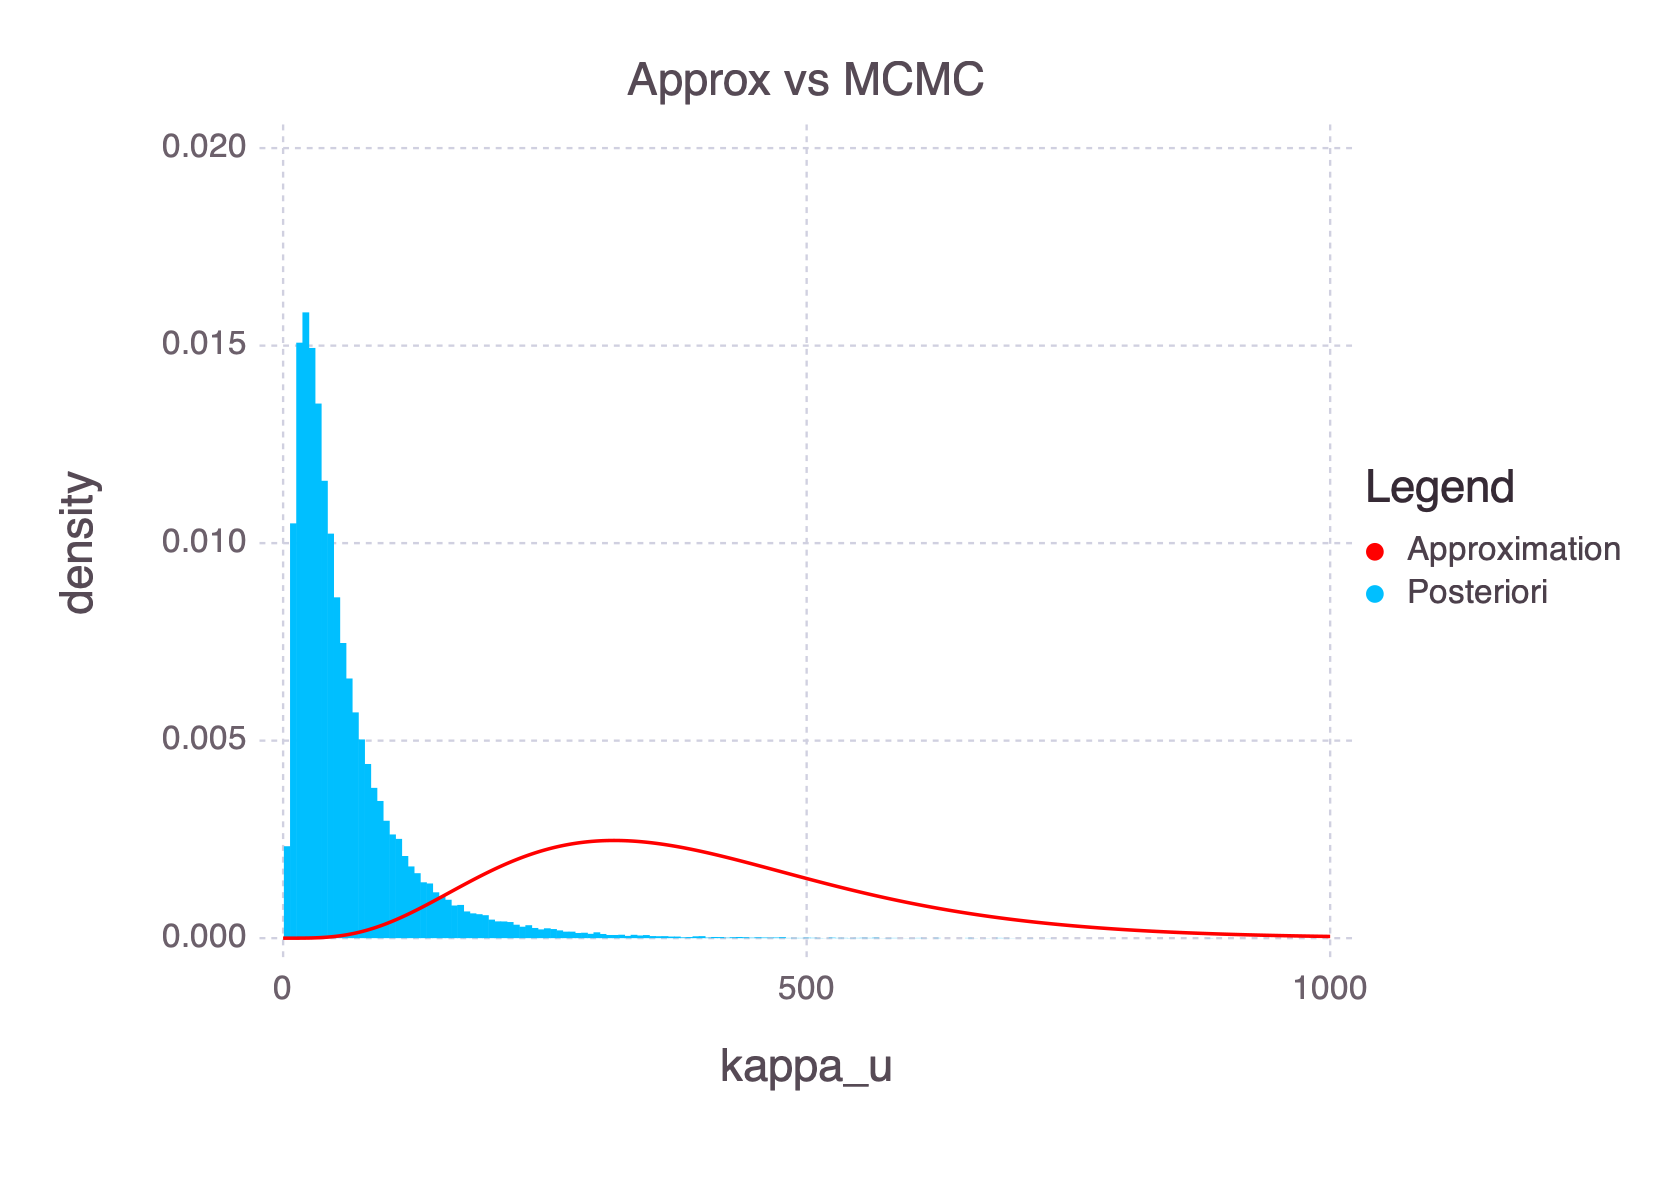 Approx vs MCMC
0.020
0.015
0.010
0.005
0.000
density
0
500
1000
kappa_u
Legend
Approximation
Posteriori